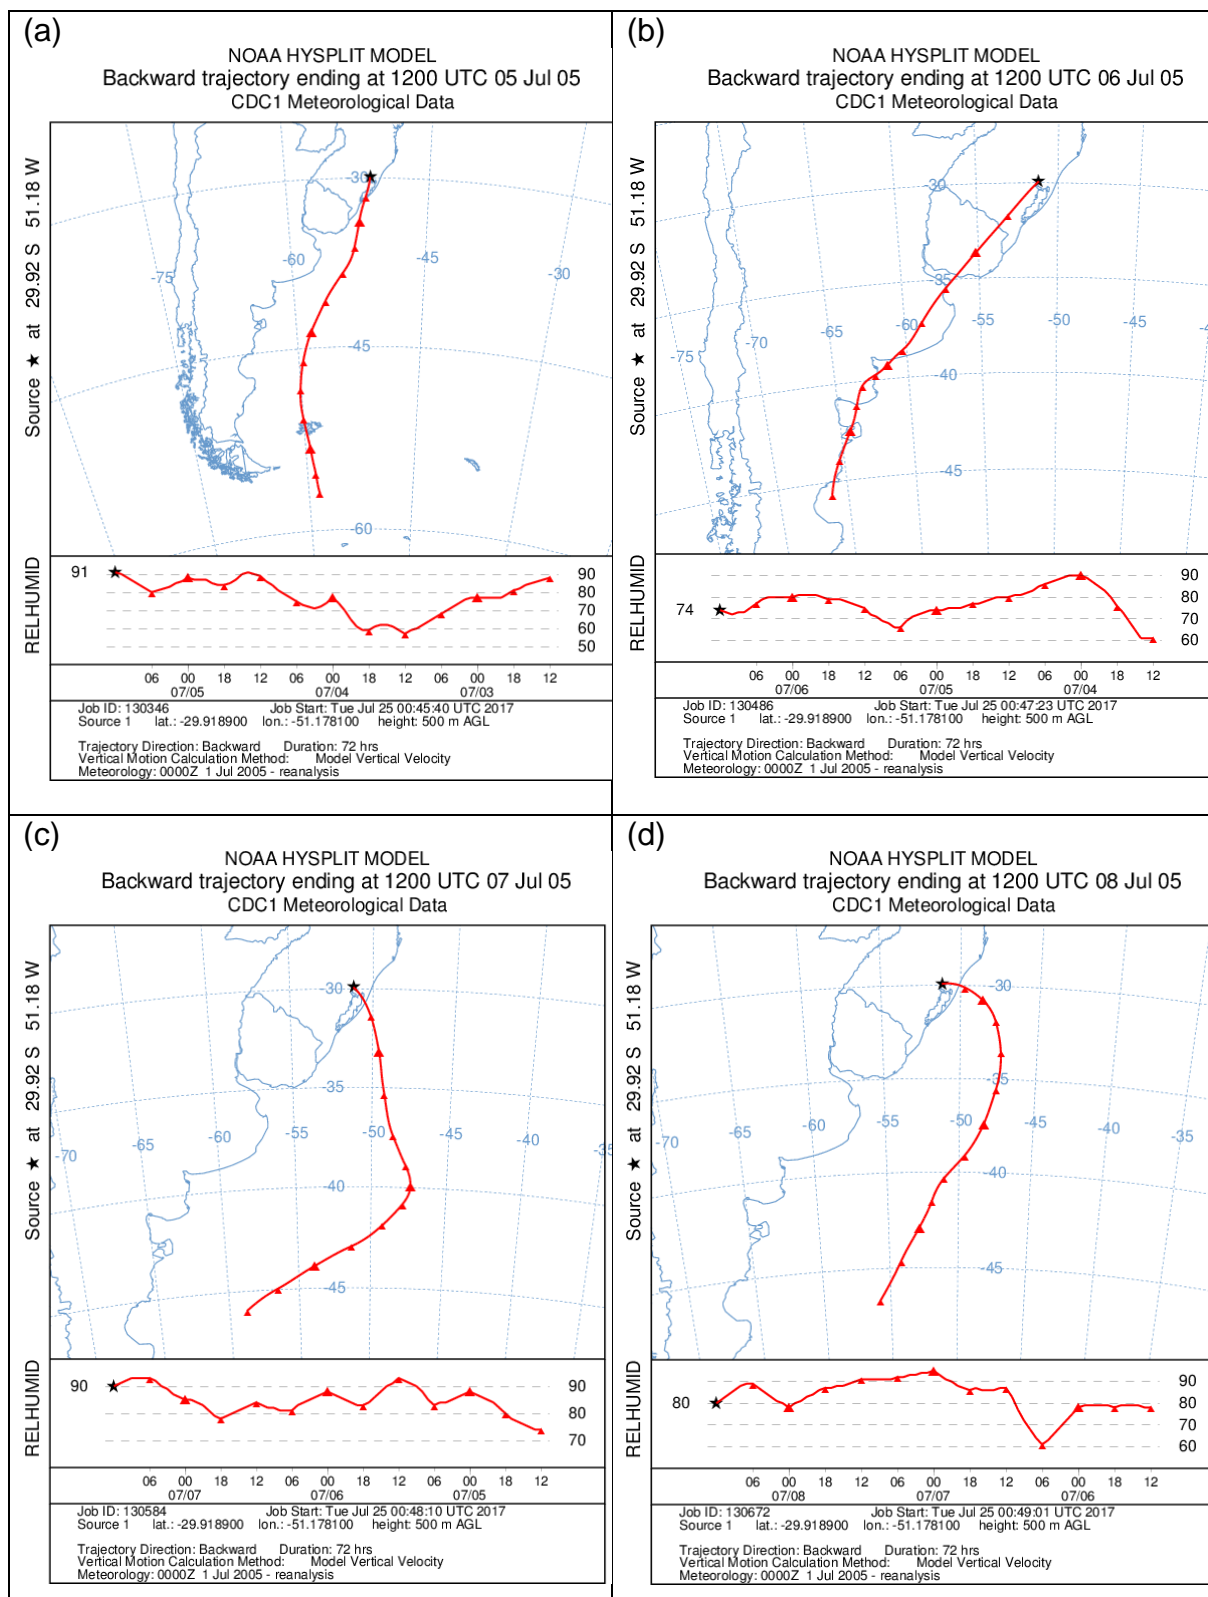 (a)
NOAA HYSPLIT MODEL
Backward trajectory ending at 1200 UTC 05 Jul 05
CDC1 Meteorological Data
Source ★ at 29.92 S 51.18 W
-30
-45
-60
-75
-30
-45
-60
RELHUMID
91
90
80
70
60
50
06 00 18 12 06 00 18 12 06 00 18 12
07/05 07/04 07/03
Job ID: 130346 Job Start: Tue Jul 25 00:45:40 UTC 2017
Source 1 lat.: -29.918900 lon.: -51.178100 height: 500 m AGL
Trajectory Direction: Backward Duration: 72 hrs
Vertical Motion Calculation Method: Model Vertical Velocity
Meteorology: 0000Z 1 Jul 2005 - reanalysis
(b)
NOAA HYSPLIT MODEL
Backward trajectory ending at 1200 UTC 06 Jul 05
CDC1 Meteorological Data
Source ★ at 29.92 S 51.18 W
-30
-35
-40
-45
-75
-70
-65
-60
-55
-50
-45
-4
RELHUMID
74
90
80
70
60
06 00 18 12 06 00 18 12 06 00 18 12
07/06 07/05 07/04
Job ID: 130486 Job Start: Tue Jul 25 00:47:23 UTC 2017
Source 1 lat.: -29.918900 lon.: -51.178100 height: 500 m AGL
Trajectory Direction: Backward Duration: 72 hrs
Vertical Motion Calculation Method: Model Vertical Velocity
Meteorology: 0000Z 1 Jul 2005 - reanalysis
(c)
NOAA HYSPLIT MODEL
Backward trajectory ending at 1200 UTC 07 Jul 05
CDC1 Meteorological Data
Source ★ at 29.92 S 51.18 W
-30
-35
-40
-45
-70
-65
-60
-55
-50
-45
-40
-35
RELHUMID
90
90
80
70
06 00 18 12 06 00 18 12 06 00 18 12
07/07 07/06 07/05
Job ID: 130584 Job Start: Tue Jul 25 00:48:10 UTC 2017
Source 1 lat.: -29.918900 lon.: -51.178100 height: 500 m AGL
Trajectory Direction: Backward Duration: 72 hrs
Vertical Motion Calculation Method: Model Vertical Velocity
Meteorology: 0000Z 1 Jul 2005 - reanalysis
(d)
NOAA HYSPLIT MODEL
Backward trajectory ending at 1200 UTC 08 Jul 05
CDC1 Meteorological Data
Source ★ at 29.92 S 51.18 W
-30
-35
-40
-45
-65
-60
-55
-50
-45
-40
-35
RELHUMID
80
90
80
70
60
06 00 18 12 06 00 18 12 06 00 18 12
07/08 07/07 07/06
Job ID: 130672 Job Start: Tue Jul 25 00:49:01 UTC 2017
Source 1 lat.: -29.918900 lon.: -51.178100 height: 500 m AGL
Trajectory Direction: Backward Duration: 72 hrs
Vertical Motion Calculation Method: Model Vertical Velocity
Meteorology: 0000Z 1 Jul 2005 - reanalysis